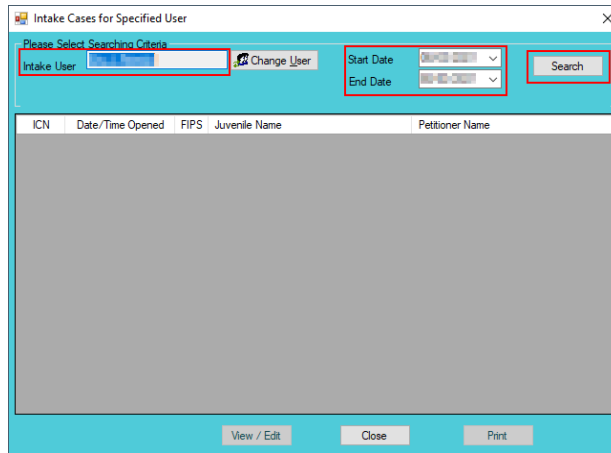 Intake Cases for Specified User
Please Select Searching Criteria
Intake User
Change User
Start Date
End Date
Search
ICN Date/Time Opened FIPS Juvenile Name Petitioner Name
View / Edit Close Print